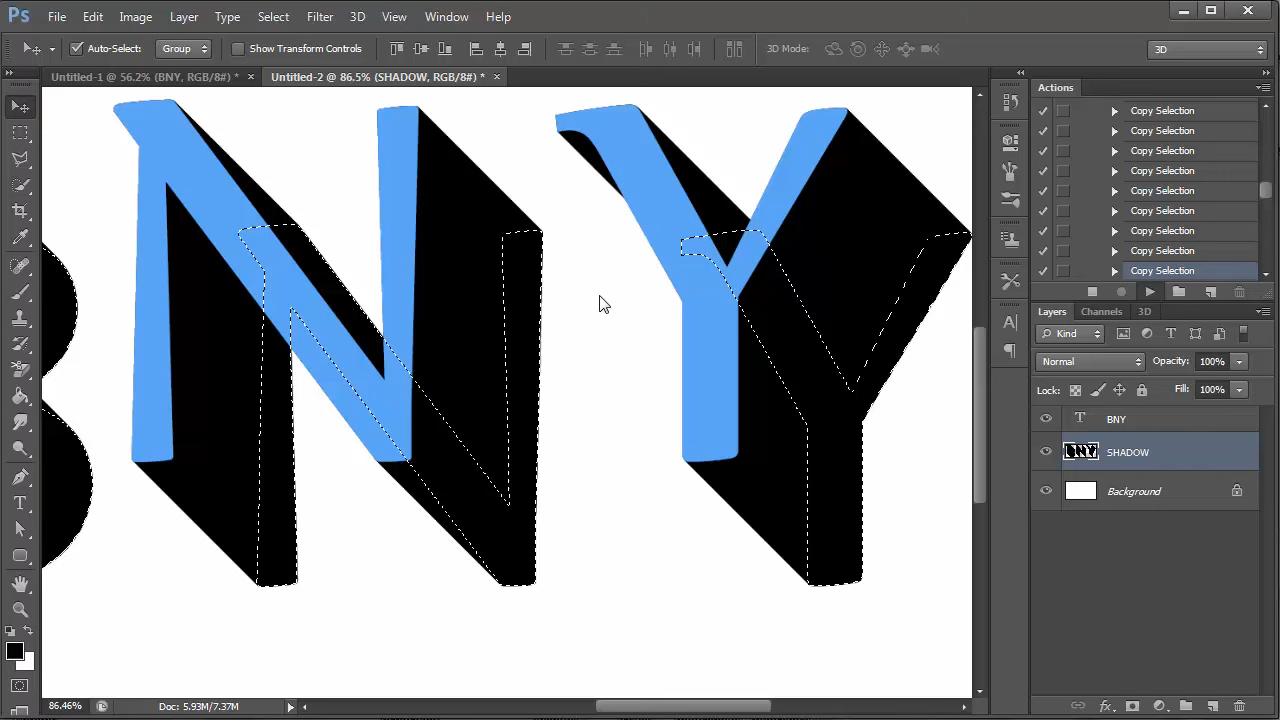 Ps File Edit Image Layer Type Select Filter 3D View Window Help
Auto-Select: Group Show Transform Controls 3D Mode: 3D
Untitled-1 @ 56.2% (BNY, RGB/8#) * × Untitled-2 @ 86.5% (SHADOW, RGB/8#) * ×
Actions
Copy Selection
Copy Selection
Copy Selection
Copy Selection
Copy Selection
Copy Selection
Copy Selection
Copy Selection
Copy Selection
Layers Channels 3D
Kind
Normal Opacity: 100%
Lock: Fill: 100%
BNY
SHADOW
Background
NY
86.46% Doc: 5.93M/7.37M